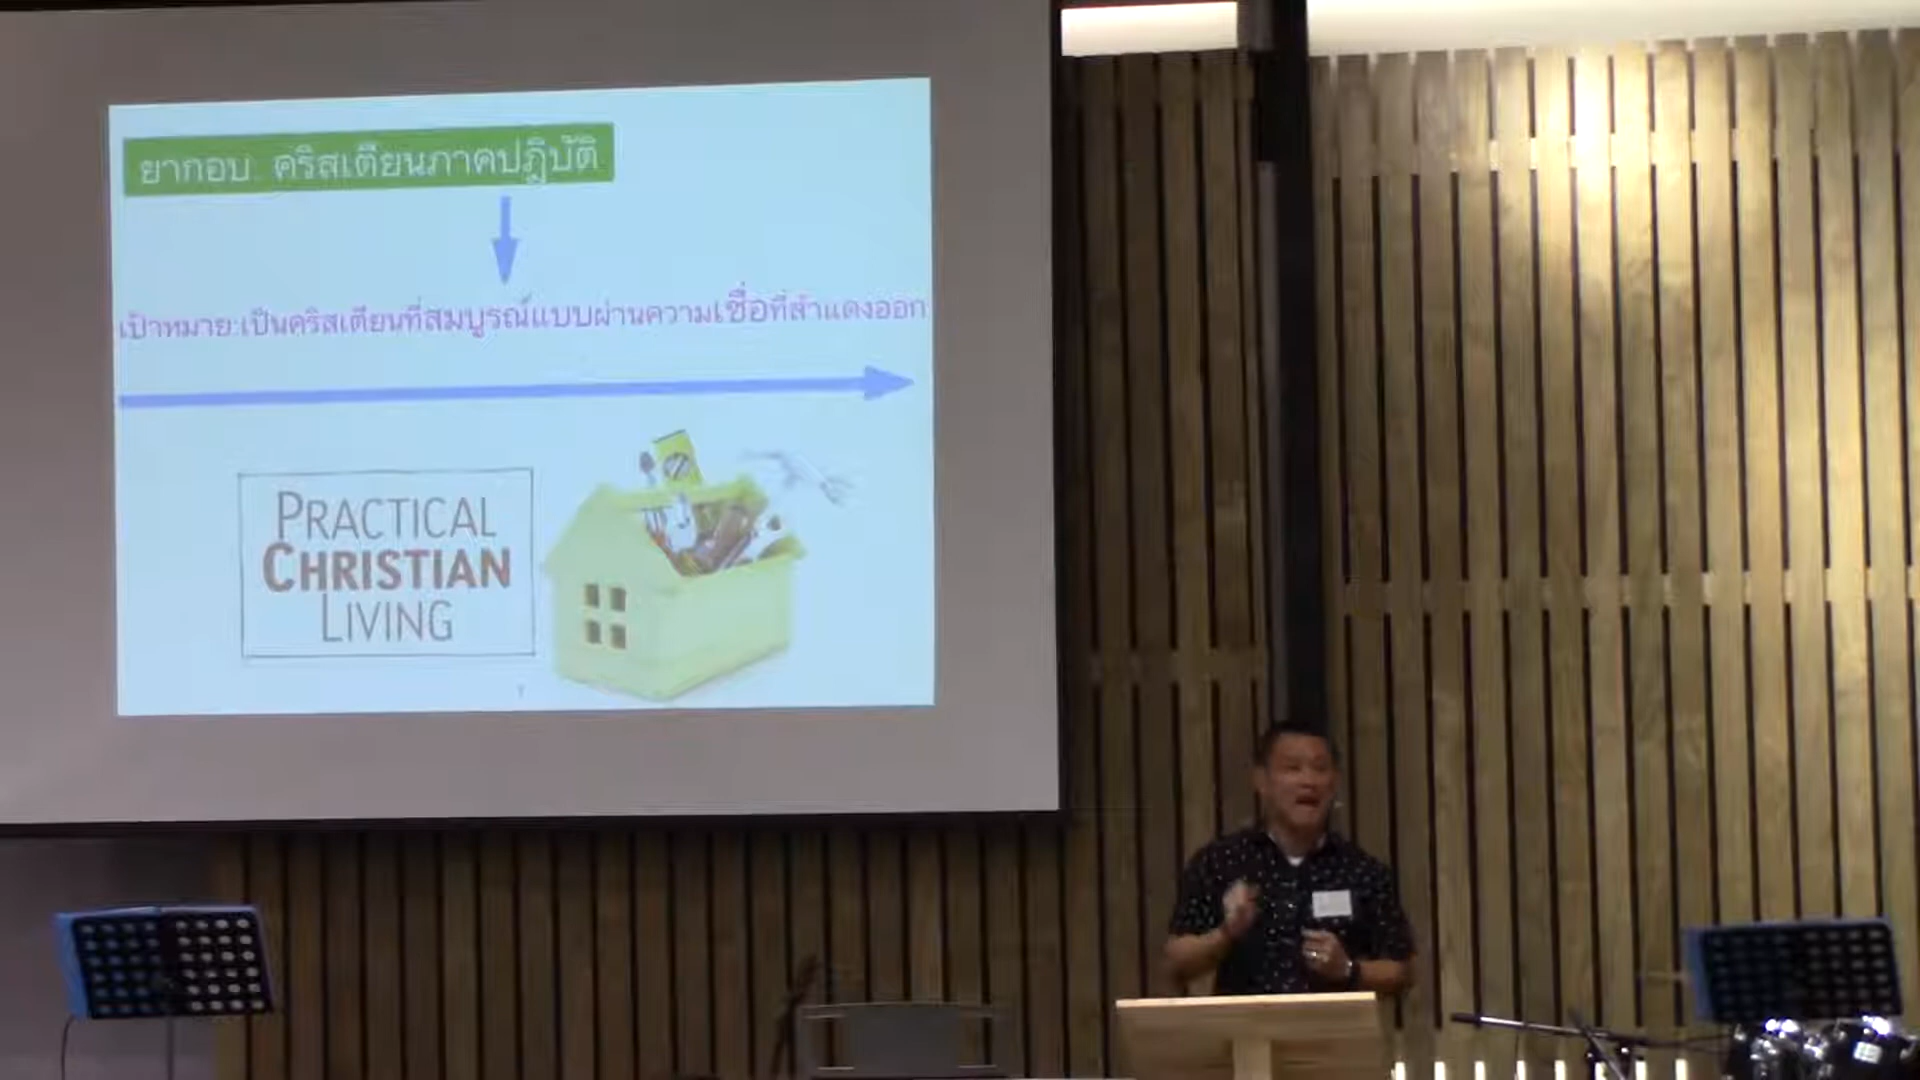 ยากอบ: คริสเตียนภาคปฏิบัติ
เป้าหมาย:เป็นคริสเตียนที่สมบูรณ์แบบผ่านความเชื่อที่สำแดงออก
PRACTICAL
CHRISTIAN
LIVING